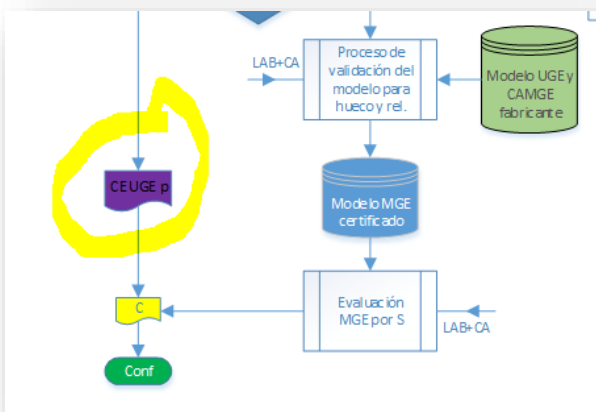 LAB+CA
Proceso de
validación del
modelo para
hueco y rel.
Modelo UGE y
CAMGE
fabricante
CEUGE p
Modelo MGE
certificado
C
Evaluación
MGE por S
LAB+CA
Conf